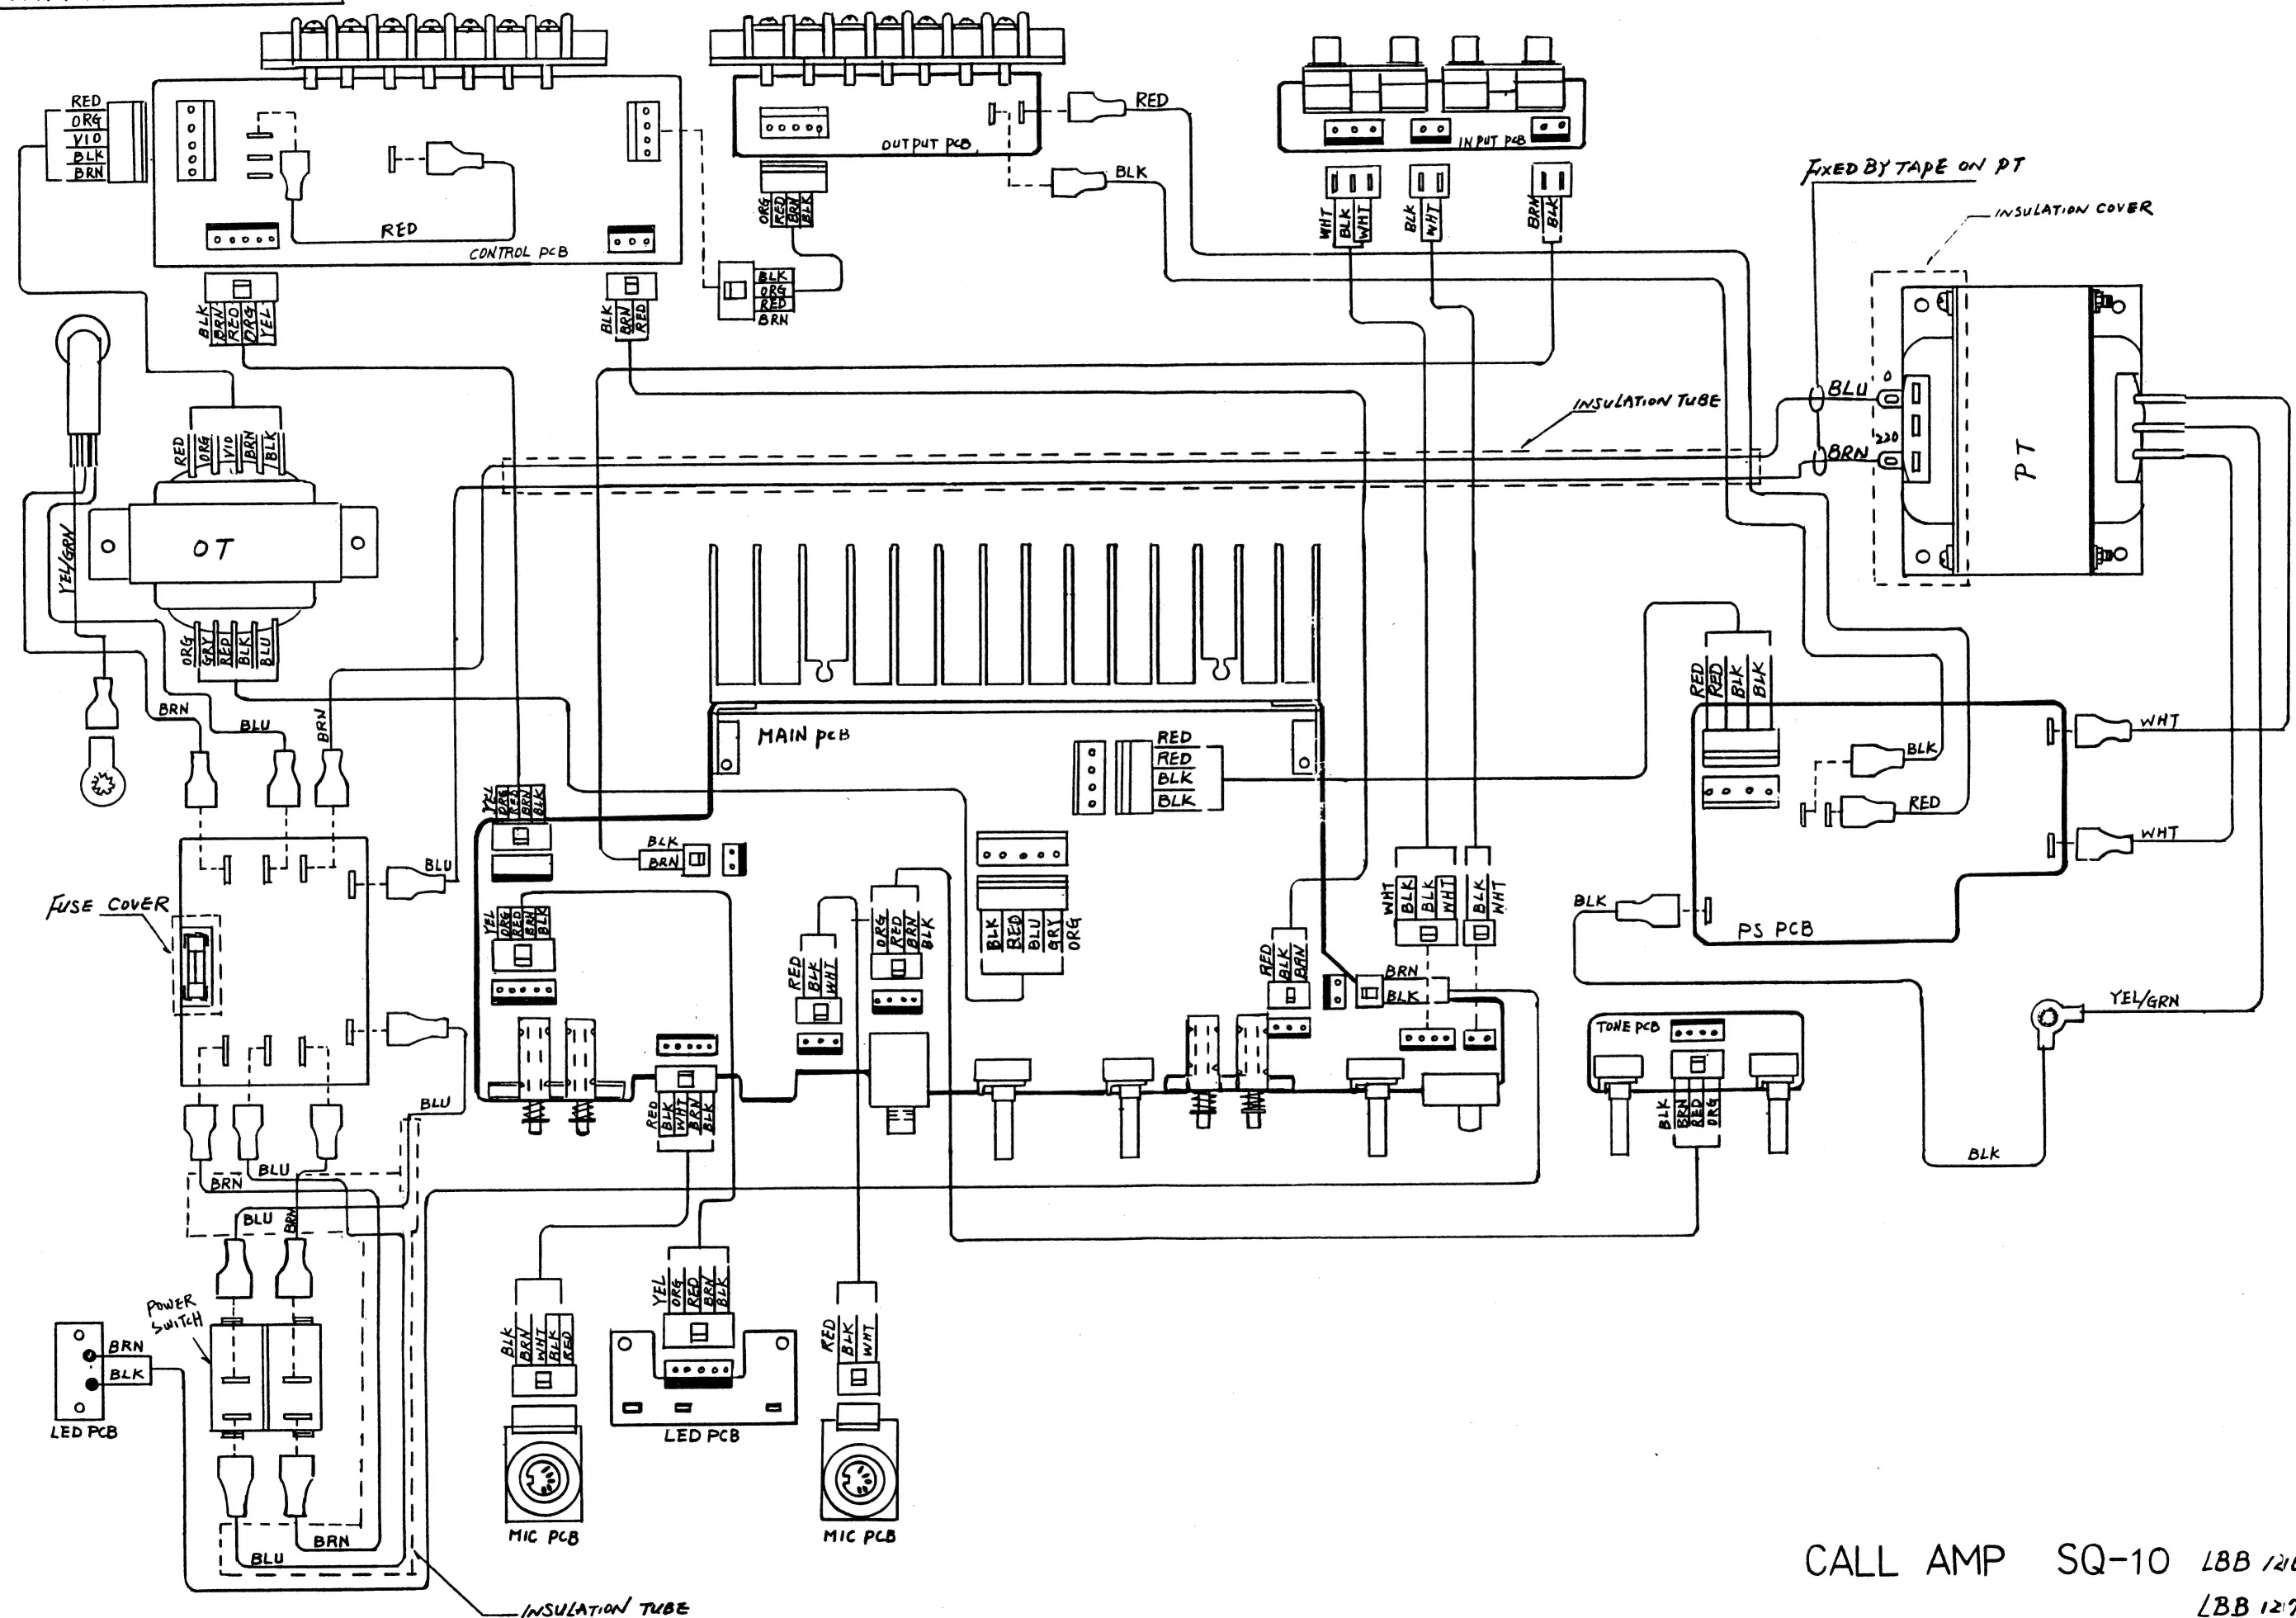 RED
ORG
VIO
BLK
BRN
RED
CONTROL PCB
BLK
BRN
RED
ORG
YEL
BLK
BRN
RED
OUTPUT PCB
ORG
RED
BRN
BLK
BLK
ORG
RED
BRN
RED
BLK
INPUT PCB
WHT
BLK
WHT
BLK
WHT
BRN
BLK
FIXED BY TAPE ON PT
INSULATION COVER
INSULATION TUBE
BLU
0
220
BRN
PT
RED
ORG
VIO
BRN
BLK
OT
YEL/GRN
ORG
GRY
RED
BLK
BLU
BRN
BLU
BRN
BLU
FUSE COVER
MAIN PCB
RED
RED
BLK
BLK
YEL
ORG
RED
BRN
BLK
BLK
BRN
YEL
ORG
RED
BRN
BLK
RED
BLK
WHT
ORG
RED
BRN
BLK
BLK
RED
BLU
GRY
ORG
RED
BLK
BRN
WHT
BLK
BLK
WHT
BLK
WHT
BRN
BLK
RED
RED
BLK
BLK
BLK
RED
WHT
WHT
BLK
PS PCB
YEL/GRN
BLK
TONE PCB
BLK
BRN
RED
ORG
RED
BLK
WHT
BRN
BLK
BLU
BLU
BRN
BLU
BRN
POWER
SWITCH
BRN
BLK
LED PCB
BRN
BLU
INSULATION TUBE
BLK
BRN
WHT
BLK
RED
MIC PCB
YEL
ORG
RED
BRN
BLK
LED PCB
RED
BLK
WHT
MIC PCB
CALL AMP SQ-10 LBB
LBB